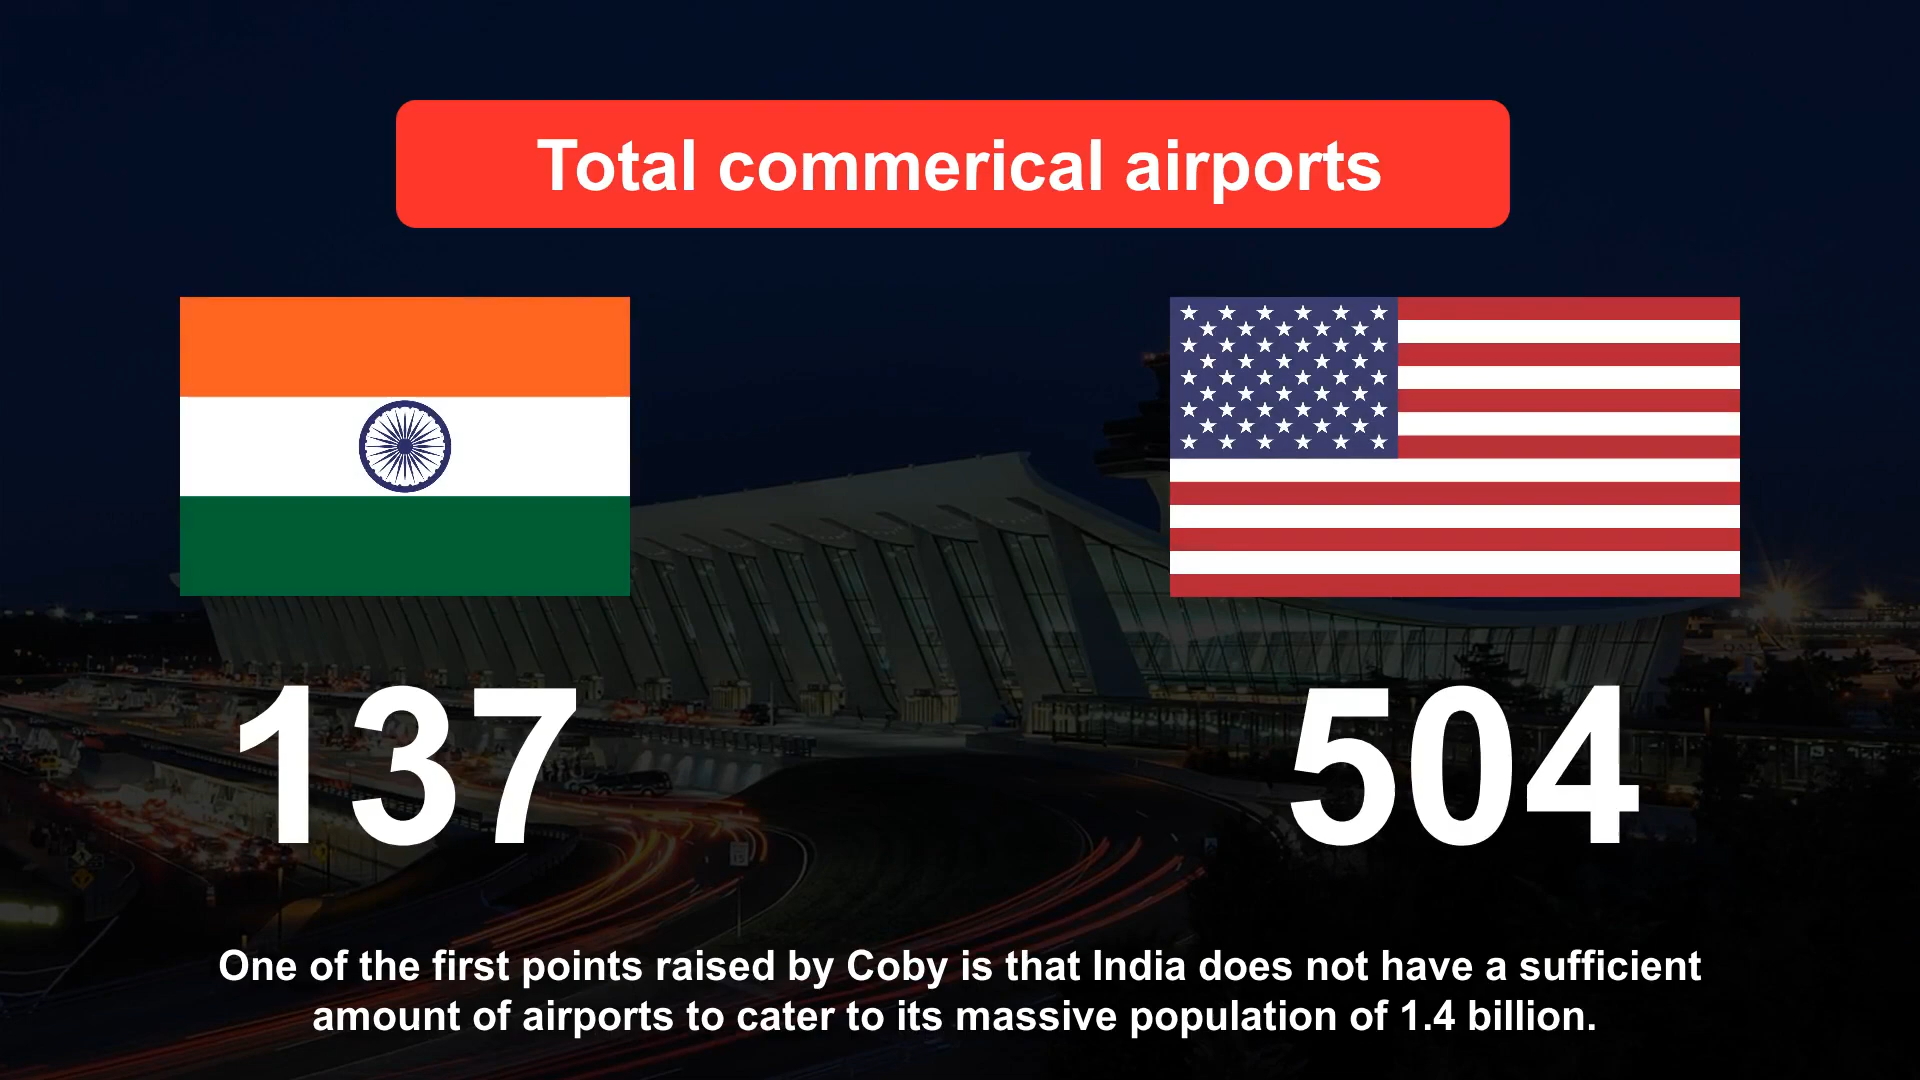 Total commerical airports
137
504
One of the first points raised by Coby is that India does not have a sufficient
amount of airports to cater to its massive population of 1.4 billion.